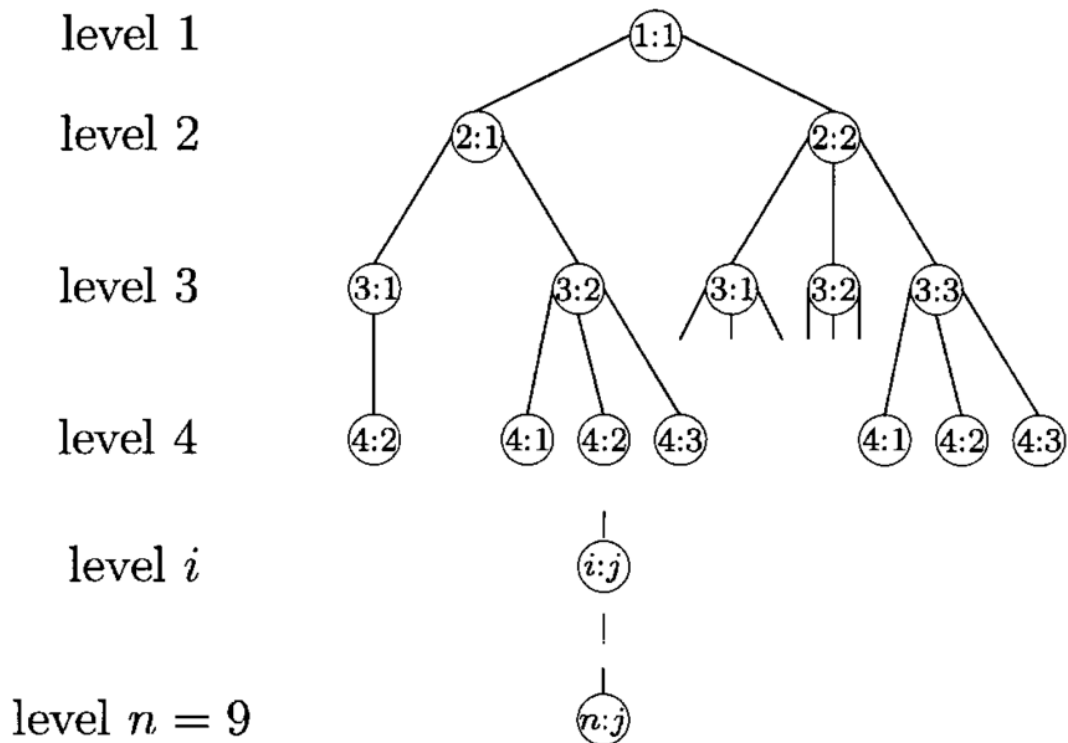 level 1 1:1
level 2 2:1 2:2
level 3 3:1 3:2 3:1 3:2 3:3
level 4 4:2 4:1 4:2 4:3 4:1 4:2 4:3
level i i:j
level n = 9 n:j